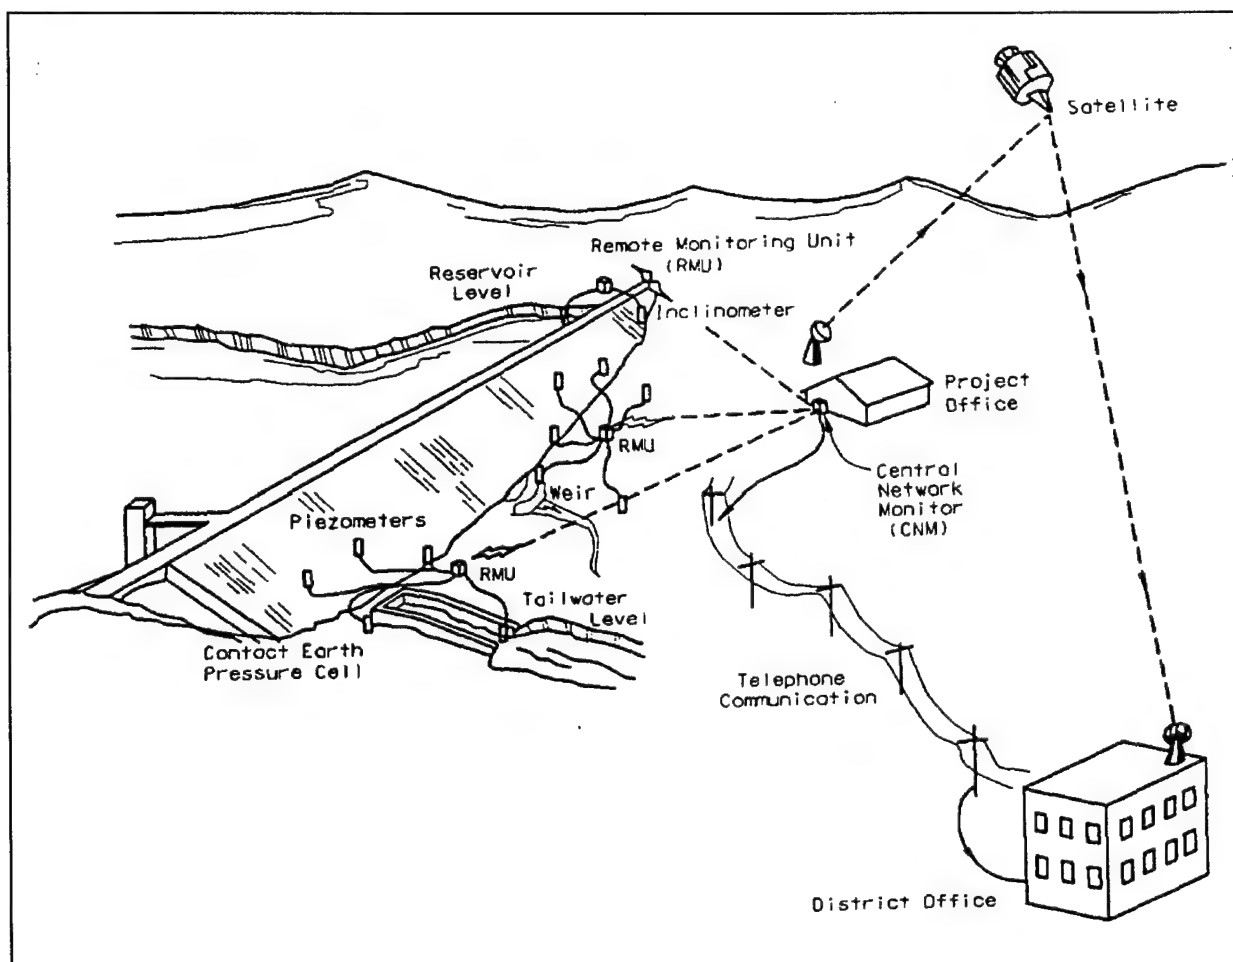 Satellite
Remote Monitoring Unit
(RMU)
Reservoir
Level
Inclinometer
Project
Office
RMU
Central
Network
Monitor
(CNM)
Weir
Piezometers
RMU
Tailwater
Level
Contact Earth
Pressure Cell
Telephone
Communication
District Office